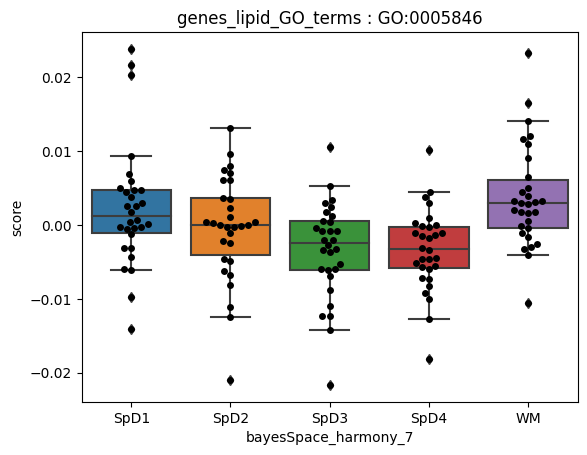 genes_lipid_GO_terms : GO:0005846
0.02
0.01
0.00
−0.01
−0.02
score
SpD1 SpD2 SpD3 SpD4 WM
bayesSpace_harmony_7